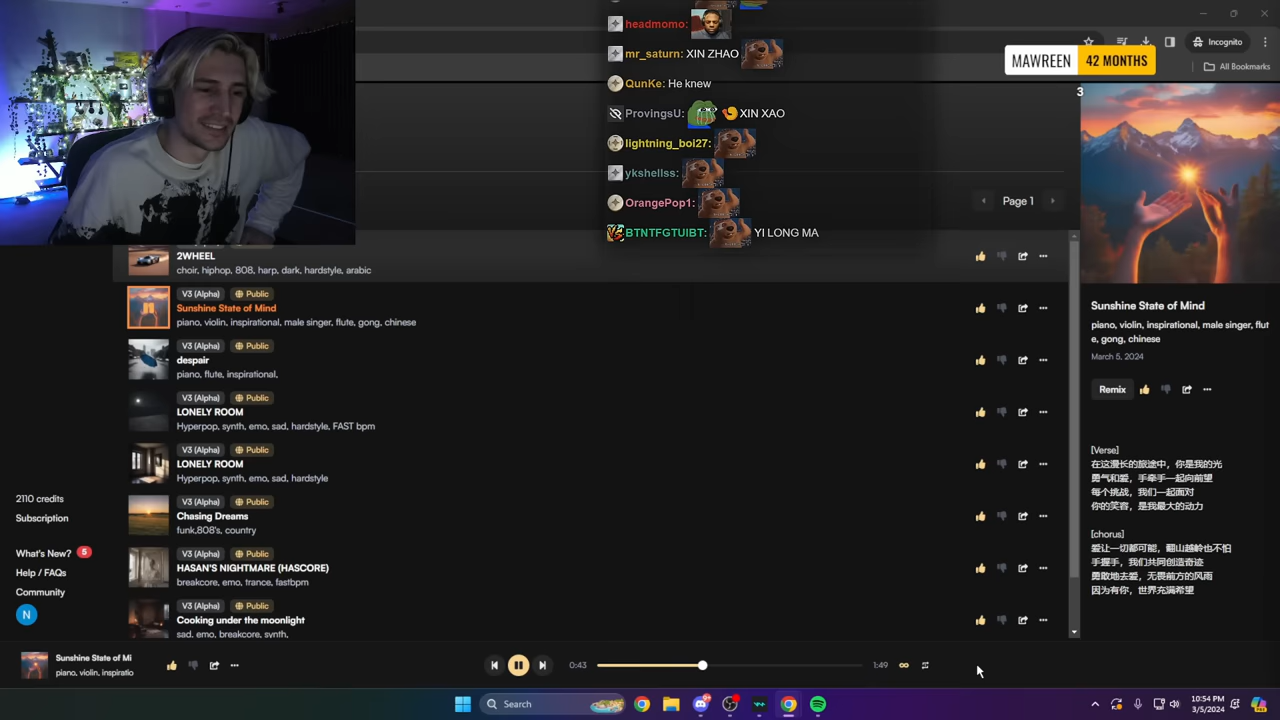 headmomo:
mr_saturn: XIN ZHAO
QunKe: He knew
ProvingsU: XIN XAO
lightning_boi27:
ykshellss:
OrangePop1:
BTNTFGTUIBT: YI LONG MA
MAWREEN 42 MONTHS
3
Incognito
All Bookmarks
Page 1
2WHEEL
choir, hiphop, 808, harp, dark, hardstyle, arabic
V3 (Alpha) Public
Sunshine State of Mind
piano, violin, inspirational, male singer, flute, gong, chinese
V3 (Alpha) Public
despair
piano, flute, inspirational,
V3 (Alpha) Public
LONELY ROOM
Hyperpop, synth, emo, sad, hardstyle, FAST bpm
V3 (Alpha) Public
LONELY ROOM
Hyperpop, synth, emo, sad, hardstyle
V3 (Alpha) Public
Chasing Dreams
funk,808's, country
V3 (Alpha) Public
HASAN'S NIGHTMARE (HASCORE)
breakcore, emo, trance, fastbpm
V3 (Alpha) Public
Cooking under the moonlight
sad, emo, breakcore, synth,
2110 credits
Subscription
What's New? 5
Help / FAQs
Community
N
Sunshine State of Mind
piano, violin, inspirational, male singer, flut
e, gong, chinese
March 5, 2024
Remix
[Verse]
在这漫长的旅途中，你是我的光
勇气和爱，手牵手一起向前望
每个挑战，我们一起面对
你的笑容，是我最大的动力
[chorus]
爱让一切都可能，翻山越岭也不怕
手握手，我们共同创造奇迹
勇敢地去爱，无畏前方的风雨
因为有你，世界充满希望
Sunshine State of Mi
piano, violin, inspiratio
0:43
1:49
Search
10:54 PM
3/5/2024